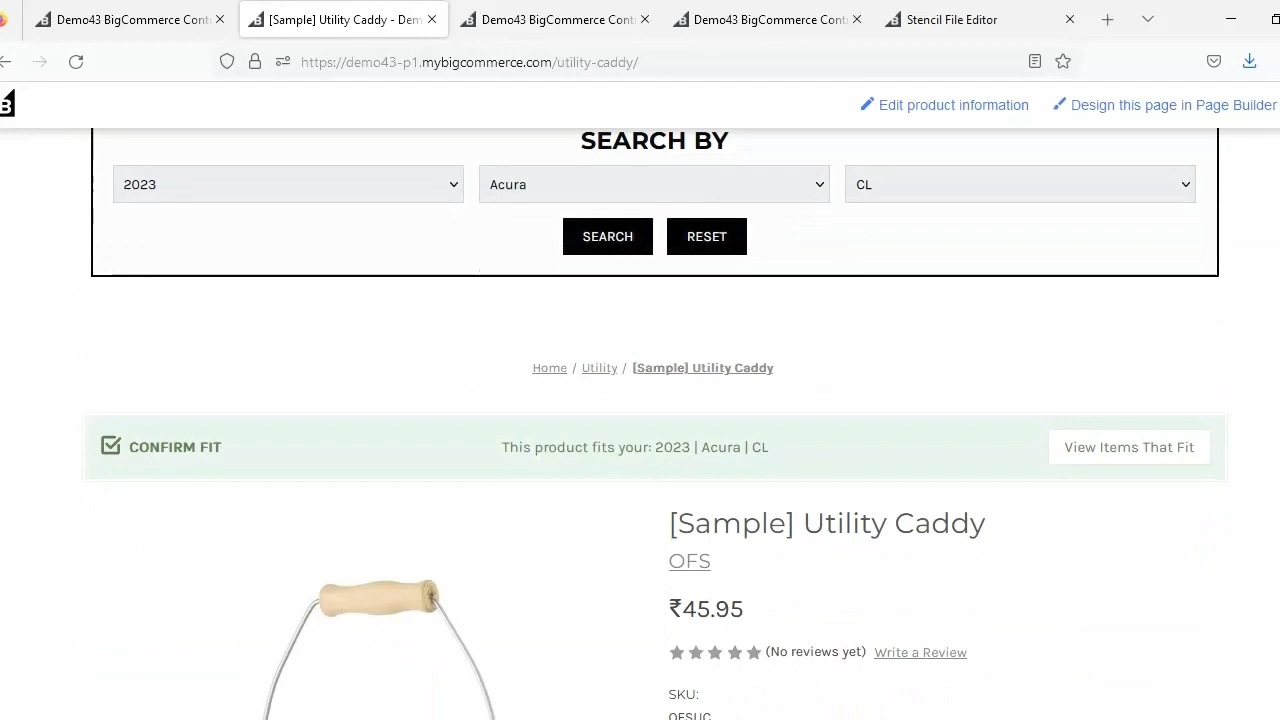 Demo43 BigCommerce Cont
[Sample] Utility Caddy - Dem
Demo43 BigCommerce Cont
Demo43 BigCommerce Cont
Stencil File Editor
https://demo43-p1.mybigcommerce.com/utility-caddy/
B
Edit product information
Design this page in Page Builder
SEARCH BY
2023
Acura
CL
SEARCH
RESET
Home / Utility / [Sample] Utility Caddy
CONFIRM FIT
This product fits your: 2023 | Acura | CL
View Items That Fit
[Sample] Utility Caddy
OFS
₹45.95
(No reviews yet) Write a Review
SKU:
OFSUC